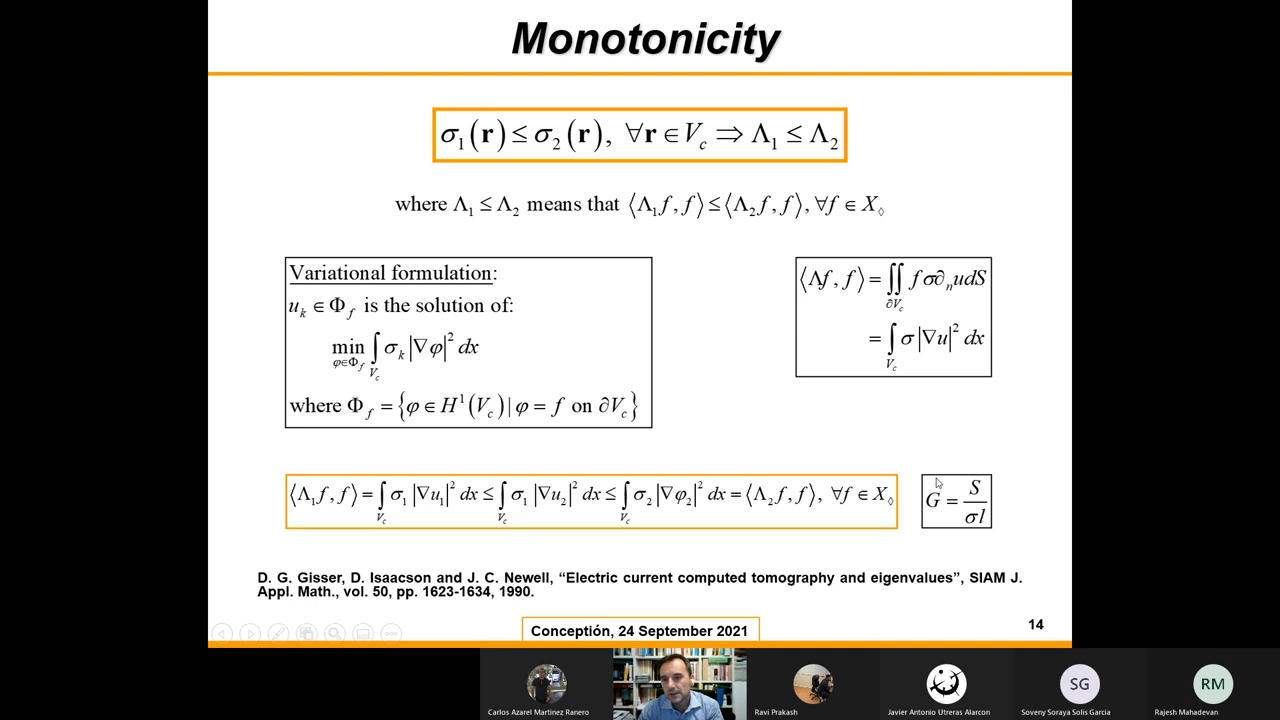 Monotonicity
σ₁(r) ≤ σ₂(r), ∀r ∈ V_c ⇒ Λ₁ ≤ Λ₂
where Λ₁ ≤ Λ₂ means that ⟨Λ₁f, f⟩ ≤ ⟨Λ₂f, f⟩, ∀f ∈ X_◊
Variational formulation:
u_k ∈ Φ_f is the solution of:
min_{φ∈Φ_f} ∫_{V_c} σ_k |∇φ|² dx
where Φ_f = {φ ∈ H¹(V_c) | φ = f on ∂V_c}
⟨Λf, f⟩ = ∬_{∂V_c} f σ∂_n u dS
= ∫_{V_c} σ |∇u|² dx
⟨Λ₁f, f⟩ = ∫_{V_c} σ₁ |∇u₁|² dx ≤ ∫_{V_c} σ₁ |∇u₂|² dx ≤ ∫_{V_c} σ₂ |∇φ₂|² dx = ⟨Λ₂f, f⟩, ∀f ∈ X_◊
G = S / σl
D. G. Gisser, D. Isaacson and J. C. Newell, “Electric current computed tomography and eigenvalues”, SIAM J.
Appl. Math., vol. 50, pp. 1623-1634, 1990.
Conceptión, 24 September 2021
14
SG
RM
Carlos Azarel Martinez Ranero
Ravi Prakash
Javier Antonio Utreras Alarcon
Soveny Soraya Solis Garcia
Rajesh Mahadevan